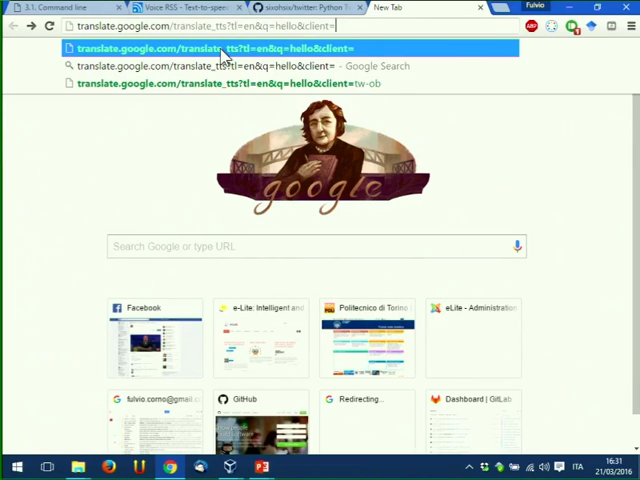 3.1. Command line
Voice RSS - Text-to-spee
sixohsix/twitter: Python T
New Tab
Fulvio
translate.google.com/translate_tts?tl=en&q=hello&client=
translate.google.com/translate_tts?tl=en&q=hello&client=
translate.google.com/translate_tts?tl=en&q=hello&client= - Google Search
translate.google.com/translate_tts?tl=en&q=hello&client=tw-ob
google
Search Google or type URL
Facebook
e-Lite: Intelligent and
Politecnico di Torino
eLite - Administration
fulvio.corno@gmail.c
GitHub
Redirecting...
Dashboard | GitLab
ITA
16:31
21/03/2016